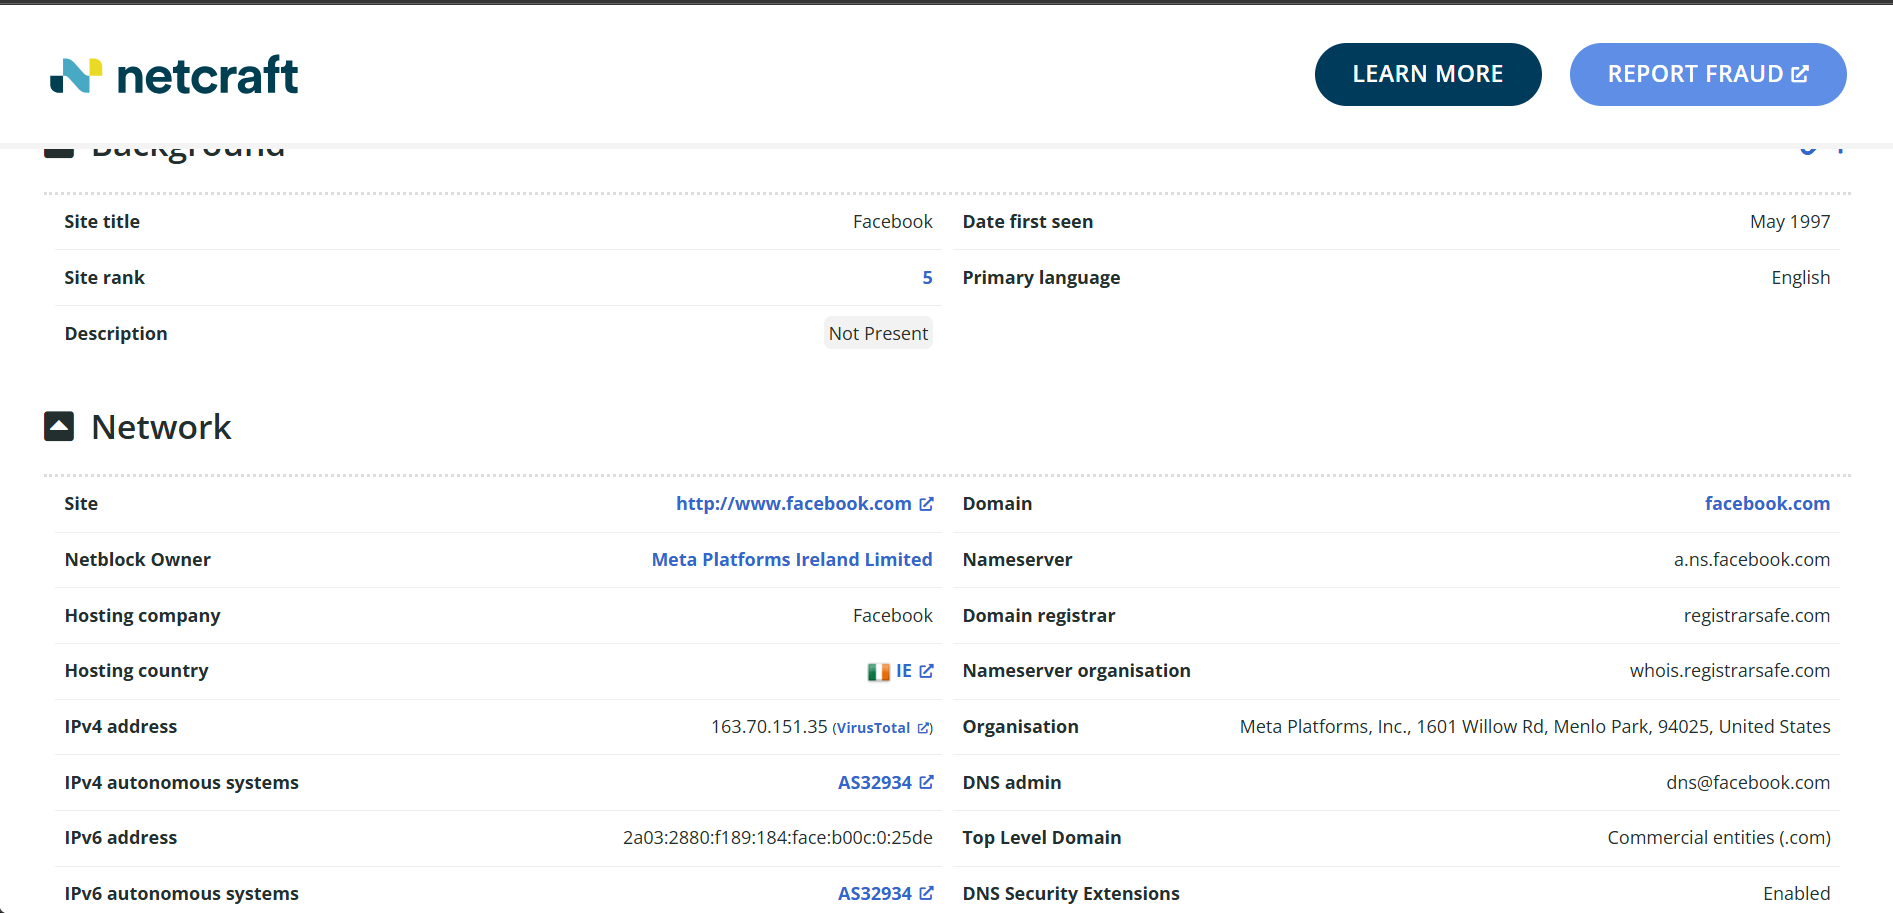 netcraft
LEARN MORE
REPORT FRAUD
Background
Site title Facebook Date first seen May 1997
Site rank 5 Primary language English
Description Not Present
Network
Site http://www.facebook.com Domain facebook.com
Netblock Owner Meta Platforms Ireland Limited Nameserver a.ns.facebook.com
Hosting company Facebook Domain registrar registrarsafe.com
Hosting country IE Nameserver organisation whois.registrarsafe.com
IPv4 address 163.70.151.35 (VirusTotal) Organisation Meta Platforms, Inc., 1601 Willow Rd, Menlo Park, 94025, United States
IPv4 autonomous systems AS32934 DNS admin dns@facebook.com
IPv6 address 2a03:2880:f189:184:face:b00c:0:25de Top Level Domain Commercial entities (.com)
IPv6 autonomous systems AS32934 DNS Security Extensions Enabled